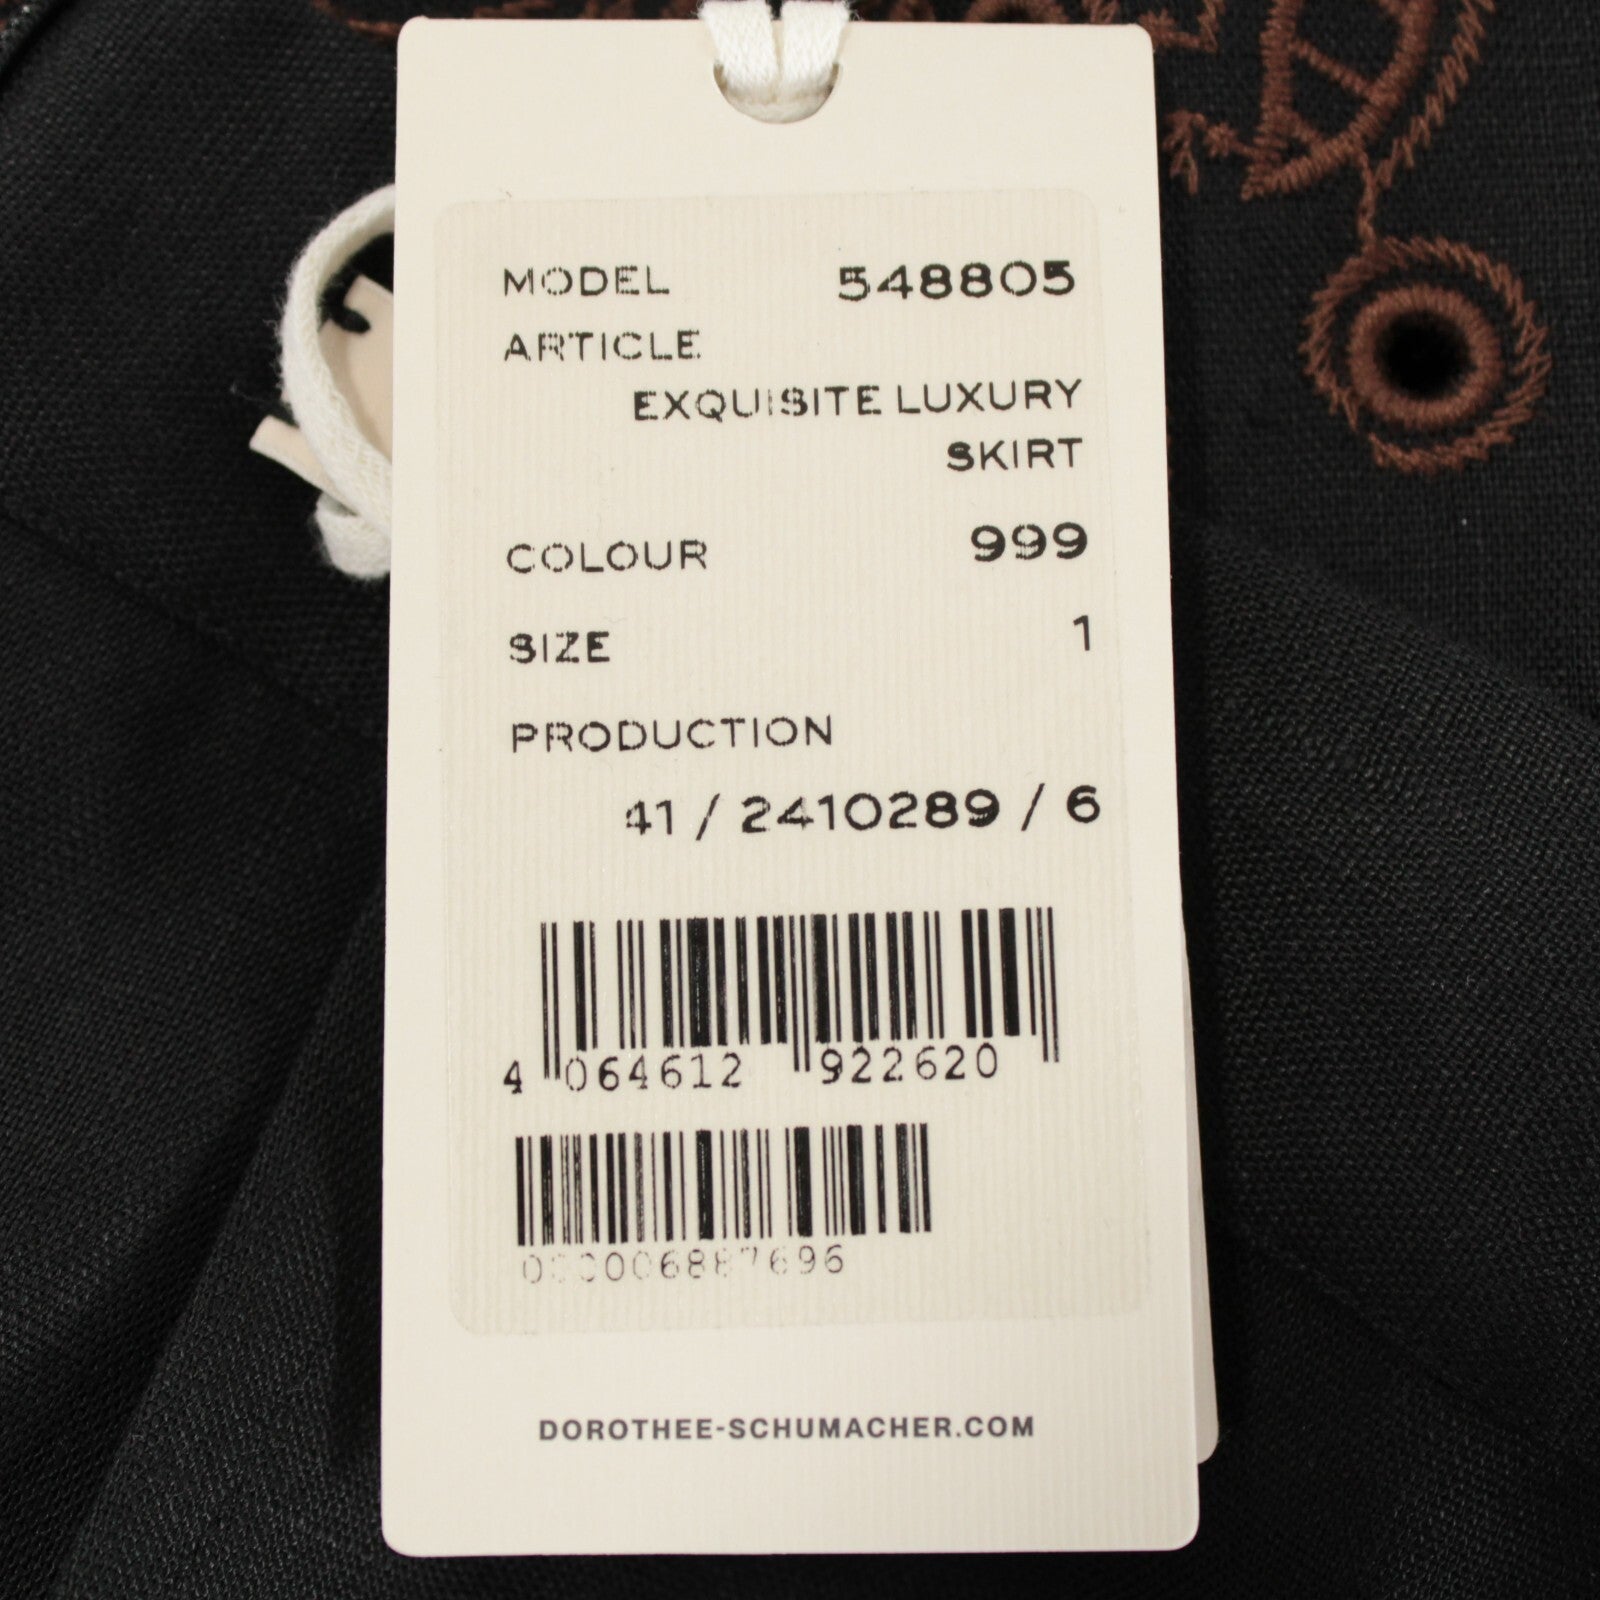 MODEL 548805
ARTICLE
EXQUISITE LUXURY
SKIRT
COLOUR 999
SIZE 1
PRODUCTION
41 / 2410289 / 6
4 064612 922620
000006887696
DOROTHEE-SCHUMACHER.COM